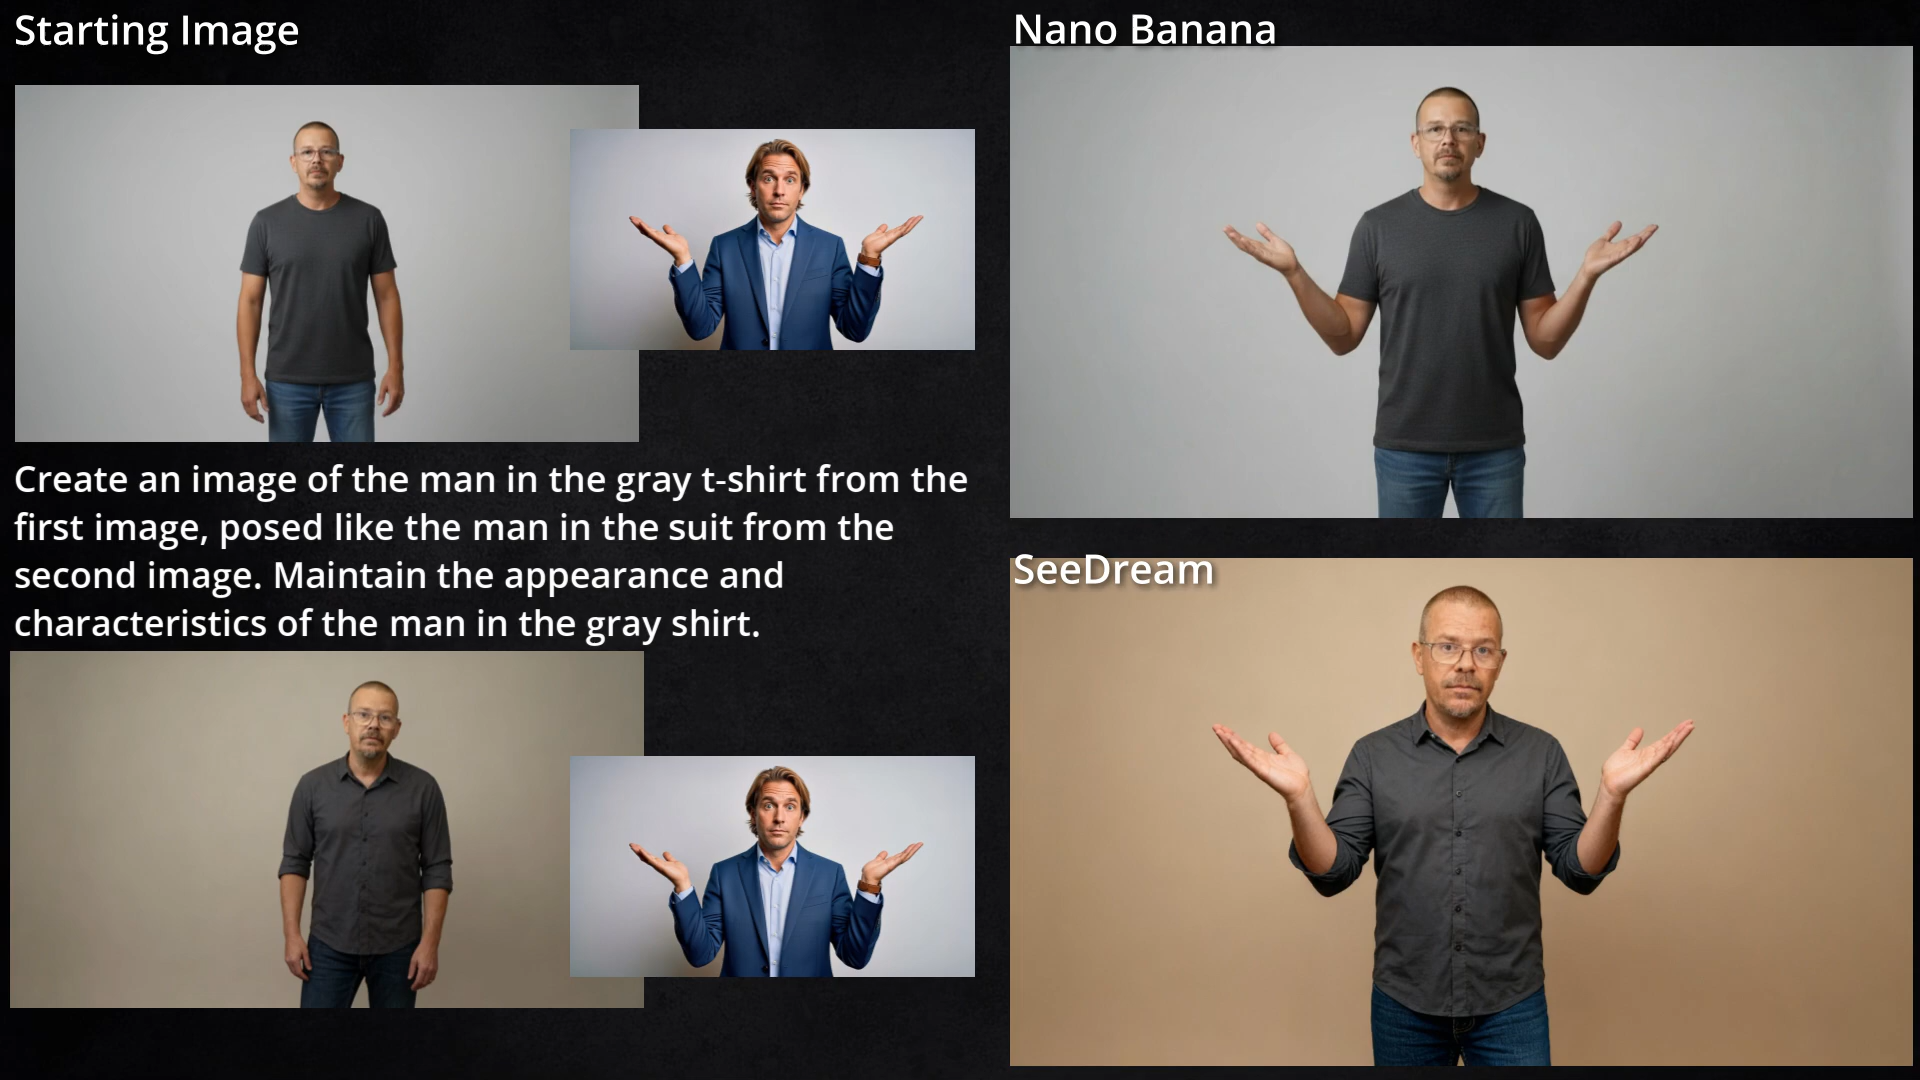 Starting Image
Create an image of the man in the gray t-shirt from the
first image, posed like the man in the suit from the
second image. Maintain the appearance and
characteristics of the man in the gray shirt.
Nano Banana
SeeDream